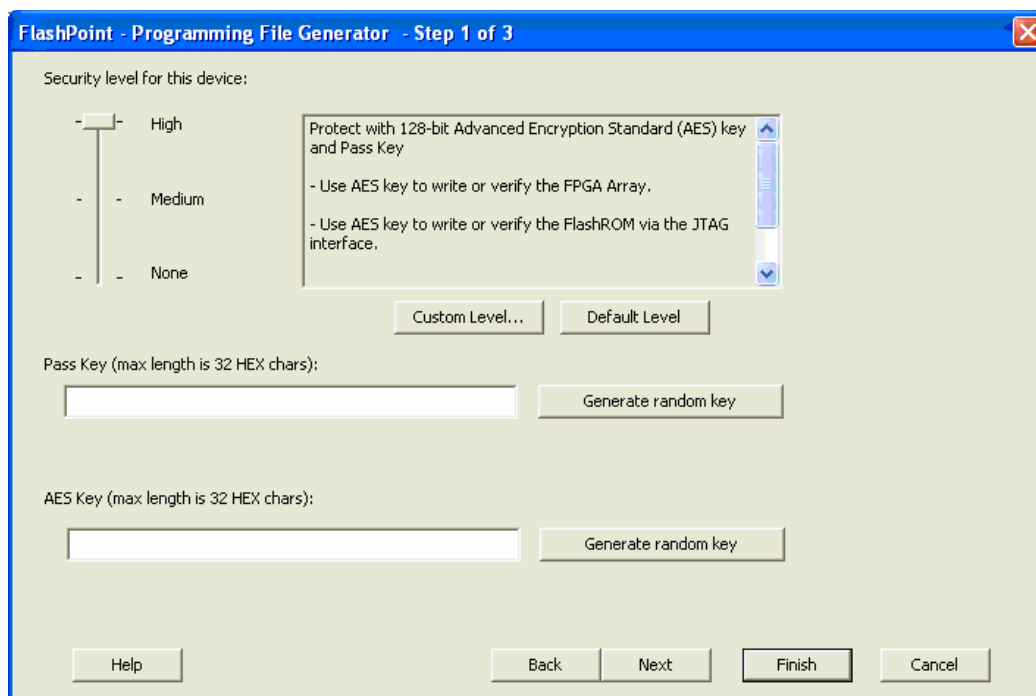 FlashPoint - Programming File Generator - Step 1 of 3
Security level for this device:
High
Medium
None
Protect with 128-bit Advanced Encryption Standard (AES) key
and Pass Key
- Use AES key to write or verify the FPGA Array.
- Use AES key to write or verify the FlashROM via the JTAG
interface.
Custom Level...
Default Level
Pass Key (max length is 32 HEX chars):
Generate random key
AES Key (max length is 32 HEX chars):
Generate random key
Help
Back
Next
Finish
Cancel